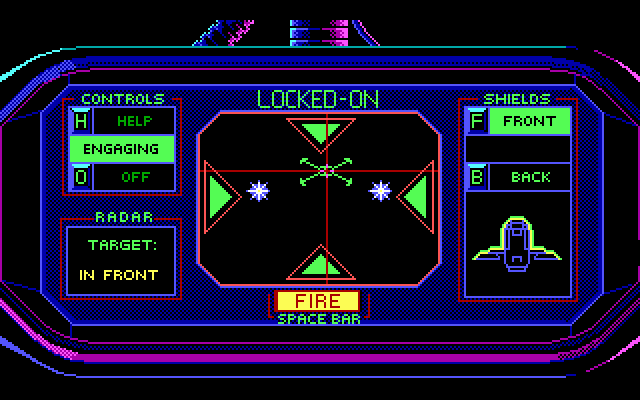 LOCKED-ON
CONTROLS
H HELP
ENGAGING
O OFF
RADAR
TARGET:
IN FRONT
FIRE
SPACE BAR
SHIELDS
F FRONT
B BACK